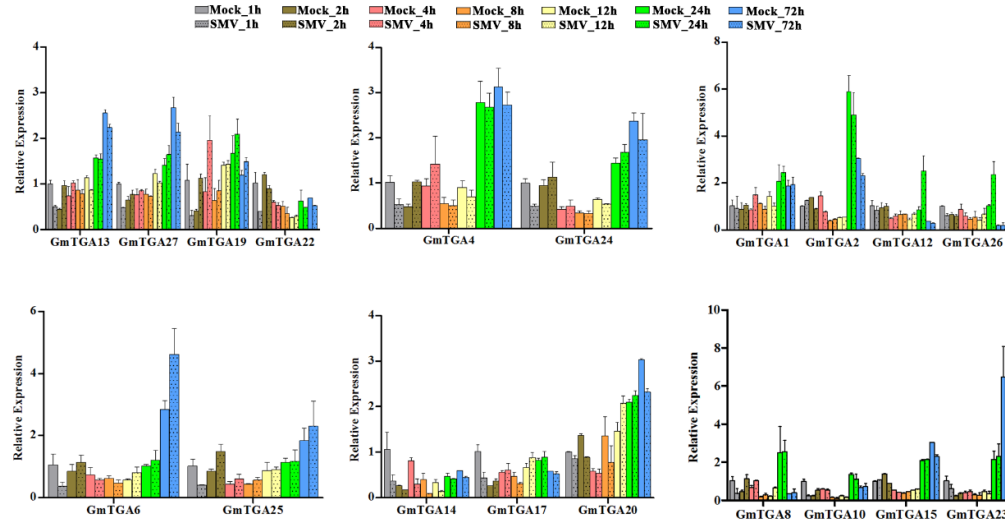 Mock_1h Mock_2h Mock_4h Mock_8h Mock_12h Mock_24h Mock_72h
SMV_1h SMV_2h SMV_4h SMV_8h SMV_12h SMV_24h SMV_72h
Relative Expression
4
3
2
1
0
GmTGA13 GmTGA27 GmTGA19 GmTGA22
Relative Expression
4
3
2
1
0
GmTGA4 GmTGA24
Relative Expression
8
6
4
2
0
GmTGA1 GmTGA2 GmTGA12 GmTGA26
Relative Expression
6
4
2
0
GmTGA6 GmTGA25
Relative Expression
4
3
2
1
0
GmTGA14 GmTGA17 GmTGA20
Relative Expression
10
8
6
4
2
0
GmTGA8 GmTGA10 GmTGA15 GmTGA23